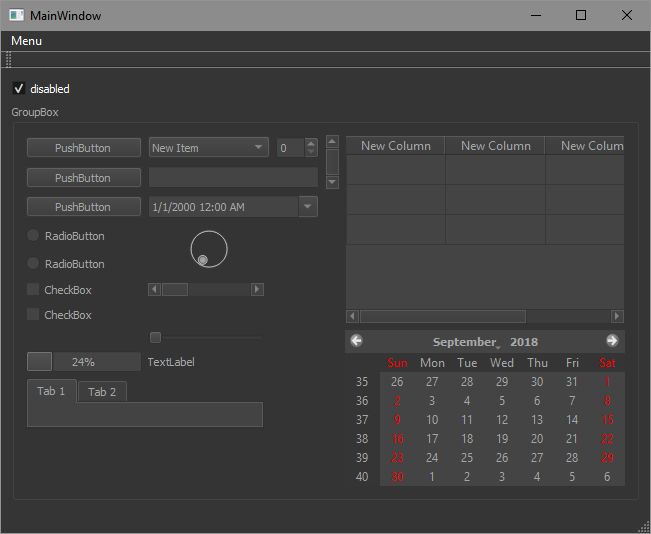 MainWindow
Menu
disabled
GroupBox
PushButton New Item 0
PushButton
PushButton 1/1/2000 12:00 AM
RadioButton
RadioButton
CheckBox
CheckBox
24% TextLabel
Tab 1 Tab 2
New Column New Column New Colum
September, 2018
Sun Mon Tue Wed Thu Fri Sat
35 26 27 28 29 30 31 1
36 2 3 4 5 6 7 8
37 9 10 11 12 13 14 15
38 16 17 18 19 20 21 22
39 23 24 25 26 27 28 29
40 30 1 2 3 4 5 6